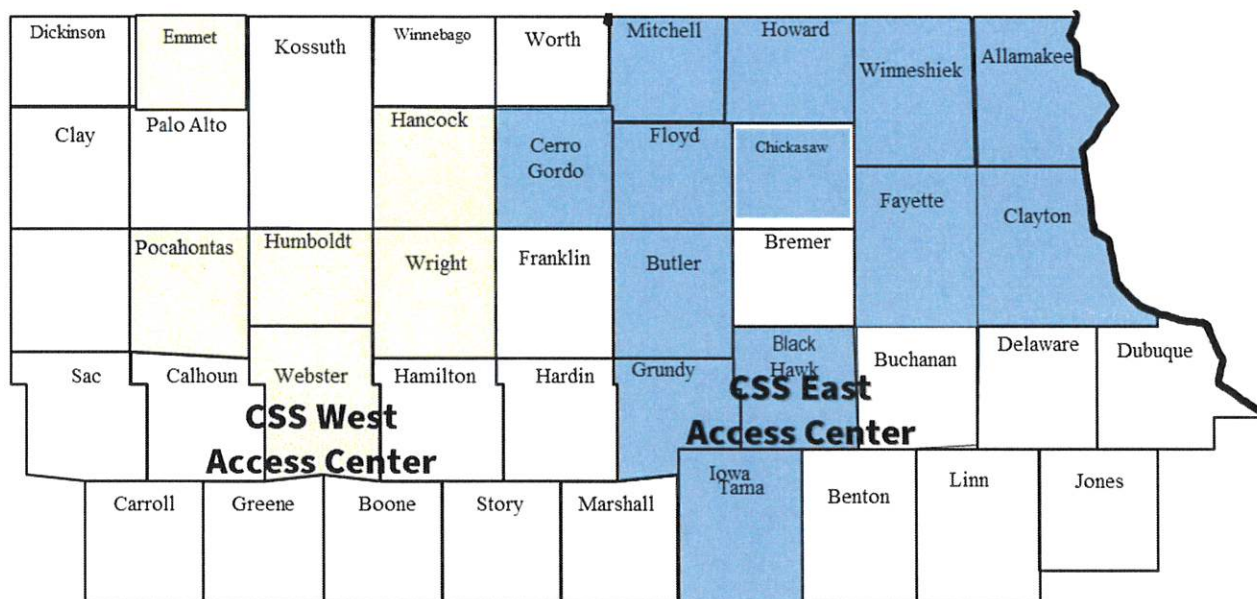 Dickinson
Emmet
Kossuth
Winnebago
Worth
Mitchell
Howard
Winneshiek
Allamakee
Clay
Palo Alto
Hancock
Cerro
Gordo
Floyd
Chickasaw
Fayette
Clayton
Pocahontas
Humboldt
Wright
Franklin
Butler
Bremer
Sac
Calhoun
Webster
Hamilton
Hardin
Grundy
Black
Hawk
Buchanan
Delaware
Dubuque
CSS West
Access Center
CSS East
Access Center
Carroll
Greene
Boone
Story
Marshall
Iowa
Tama
Benton
Linn
Jones